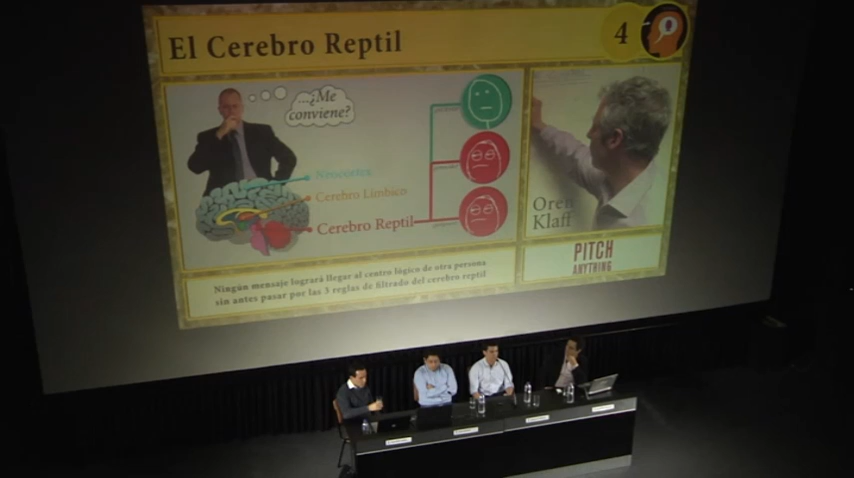 El Cerebro Reptil
4
...¿Me
conviene?
Neocortex
Cerebro Límbico
Cerebro Reptil
Oren
Klaff
Ningún mensaje logrará llegar al centro lógico de otra persona
sin antes pasar por las 3 reglas de filtrado del cerebro reptil
PITCH
ANYTHING